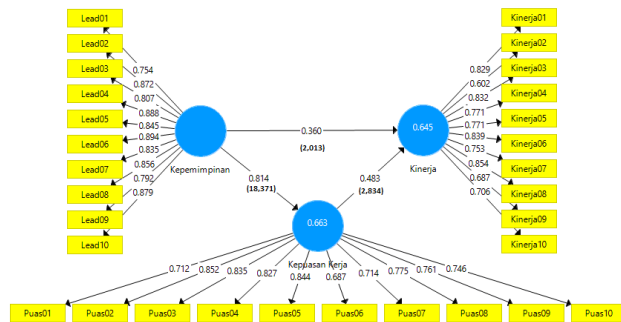 Lead01
Lead02
Lead03
Lead04
Lead05
Lead06
Lead07
Lead08
Lead09
Lead10
0.754
0.872
0.807
0.888
0.845
0.894
0.835
0.856
0.792
0.879
Kepemimpinan
0.360
(2,013)
0.814
(18,371)
0.483
(2,834)
0.645
Kinerja
0.829
0.602
0.832
0.771
0.771
0.839
0.753
0.854
0.687
0.706
Kinerja01
Kinerja02
Kinerja03
Kinerja04
Kinerja05
Kinerja06
Kinerja07
Kinerja08
Kinerja09
Kinerja10
0.663
Kepuasan Kerja
0.712
0.852
0.835
0.827
0.844
0.687
0.714
0.775
0.761
0.746
Puas01
Puas02
Puas03
Puas04
Puas05
Puas06
Puas07
Puas08
Puas09
Puas10